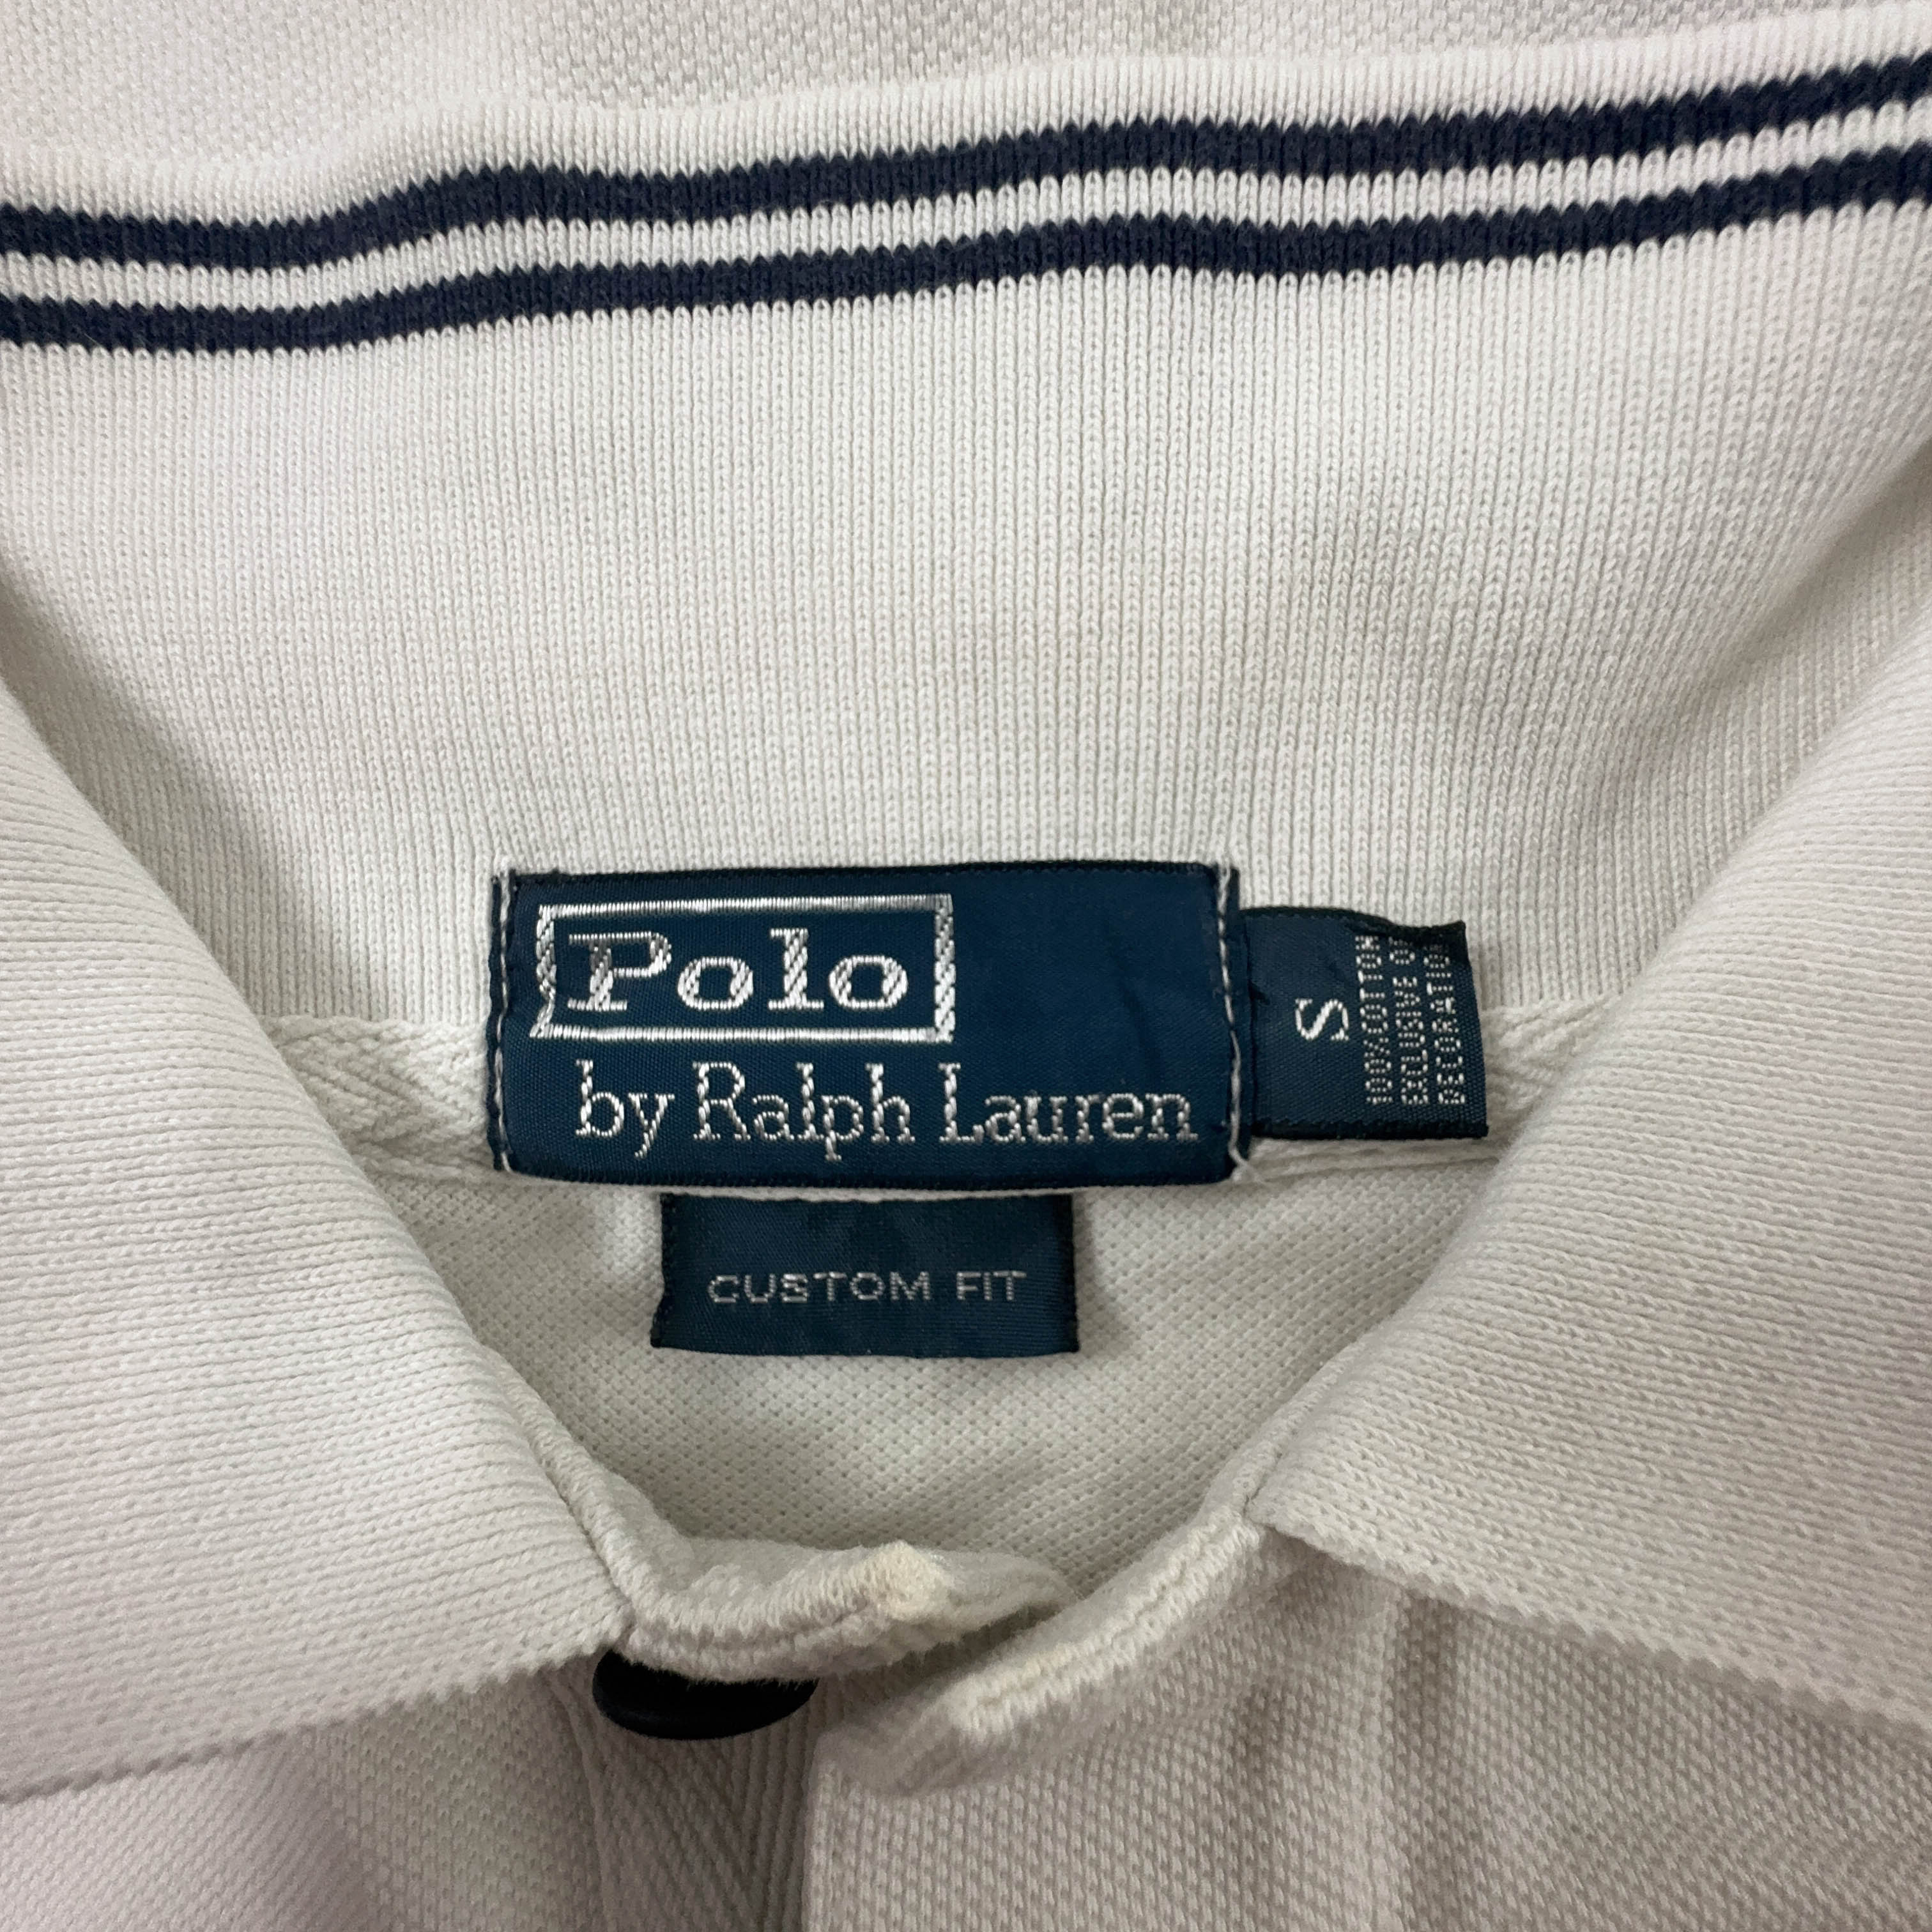 Polo
by Ralph Lauren
S
100% COTTON
EXCLUSIVE OF
DECORATION
CUSTOM FIT